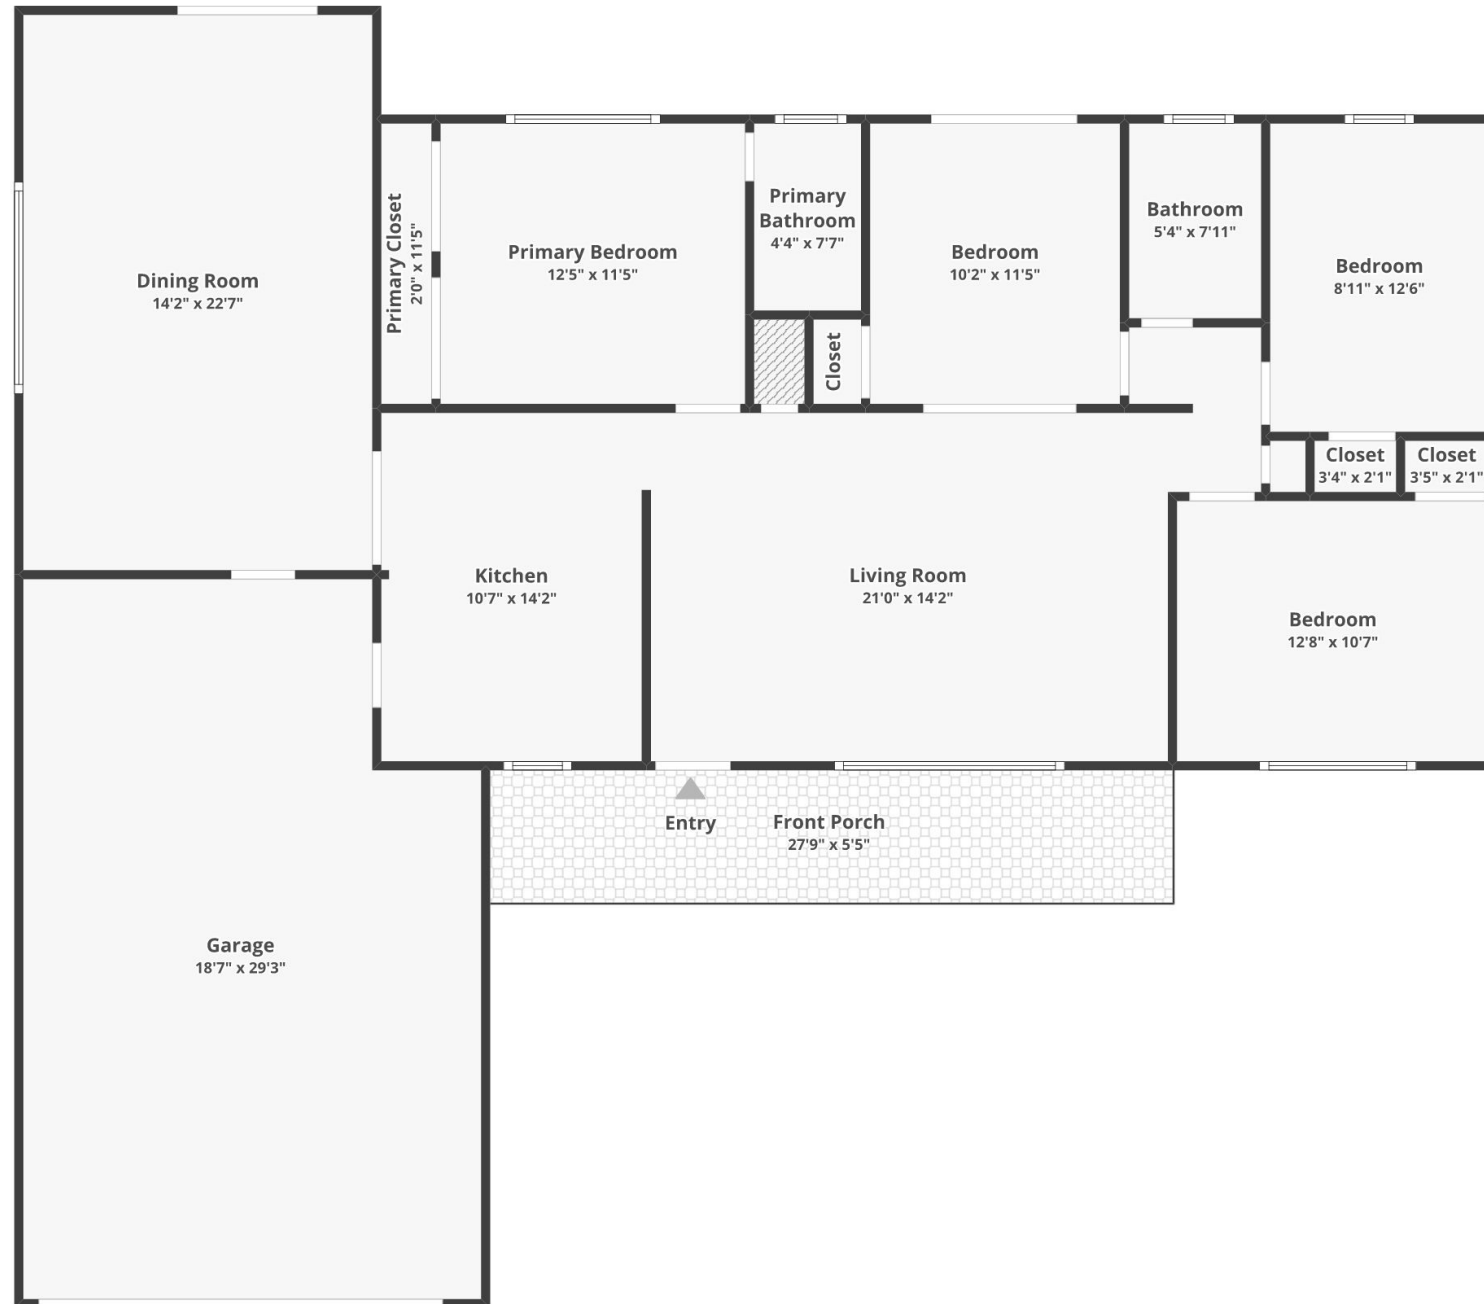 Dining Room
14'2" x 22'7"
Primary Closet
2'0" x 11'5"
Primary Bedroom
12'5" x 11'5"
Primary
Bathroom
4'4" x 7'7"
Closet
Bedroom
10'2" x 11'5"
Bathroom
5'4" x 7'11"
Bedroom
8'11" x 12'6"
Closet
3'4" x 2'1"
Closet
3'5" x 2'1"
Kitchen
10'7" x 14'2"
Living Room
21'0" x 14'2"
Bedroom
12'8" x 10'7"
Entry
Front Porch
27'9" x 5'5"
Garage
18'7" x 29'3"